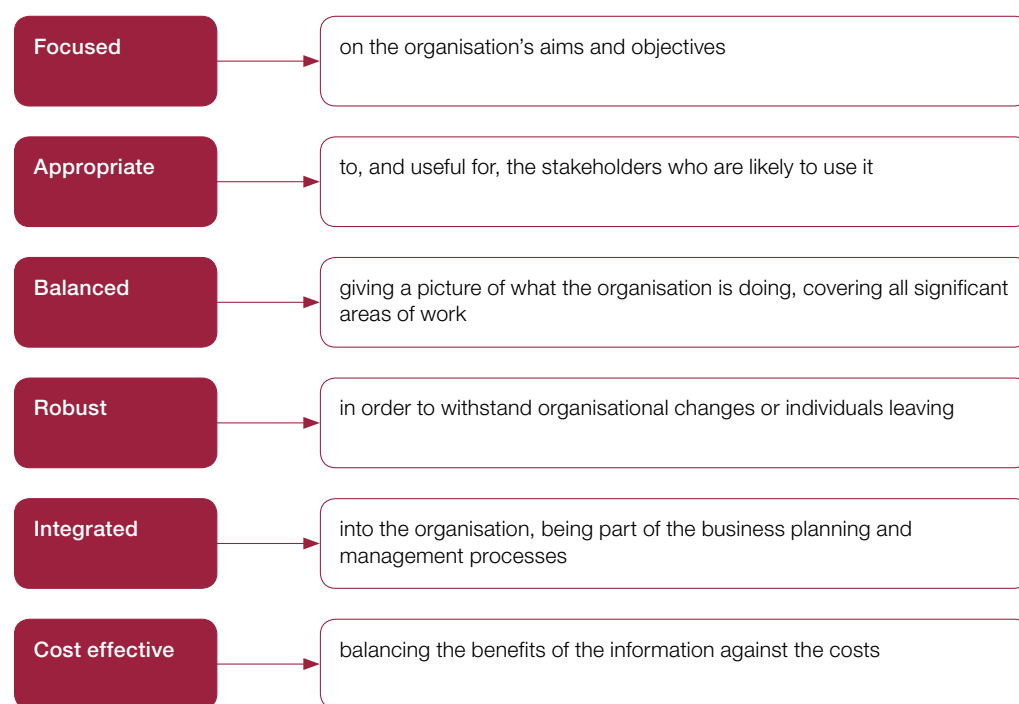 Focused
on the organisation’s aims and objectives
Appropriate
to, and useful for, the stakeholders who are likely to use it
Balanced
giving a picture of what the organisation is doing, covering all significant
areas of work
Robust
in order to withstand organisational changes or individuals leaving
Integrated
into the organisation, being part of the business planning and
management processes
Cost effective
balancing the benefits of the information against the costs